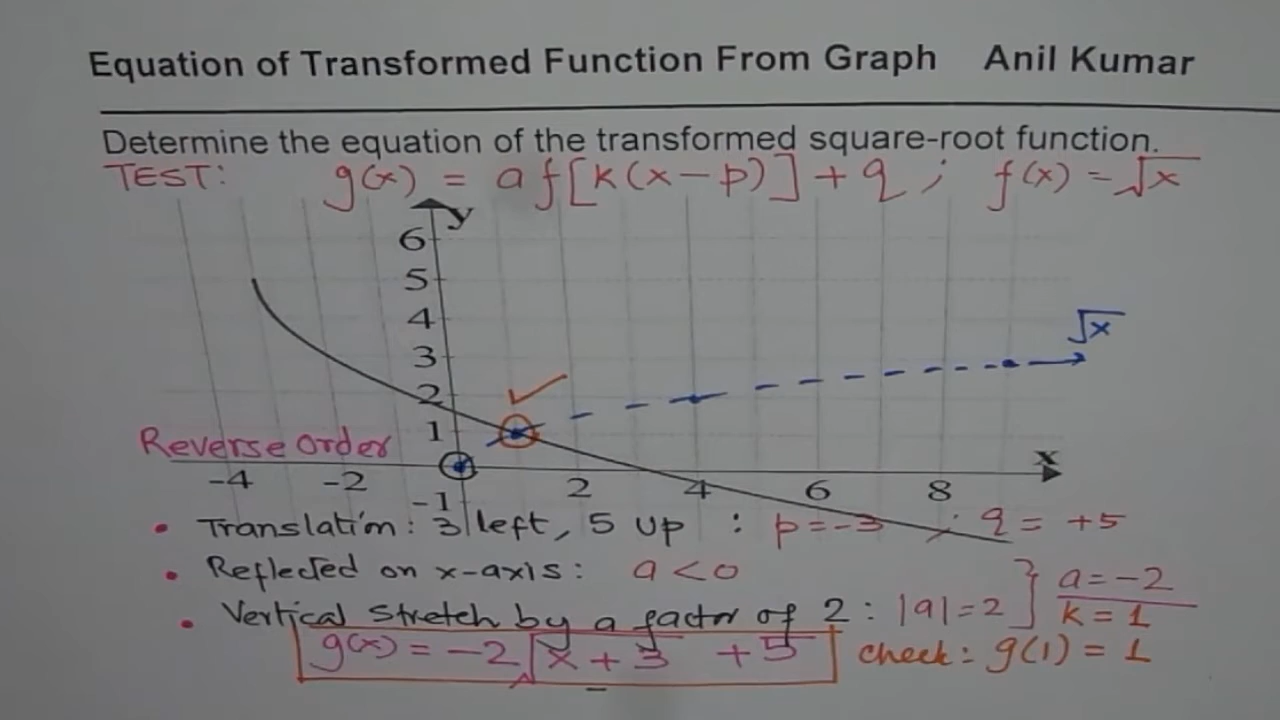 Equation of Transformed Function From Graph Anil Kumar
Determine the equation of the transformed square-root function.
TEST: g(x) = a f[k(x-p)] + q ; f(x) = √x
y
6
5
4
√x
3
2
1
Reverse Order
x
-4 -2 2 4 6 8
-1
• Translation: 3 left, 5 up : p = -3 ; q = +5
• Reflected on x-axis: a < 0
• Vertical Stretch by a factor of 2 : |a| = 2 } a = -2
k = 1
g(x) = -2√x+3 +5 check: g(1) = 1